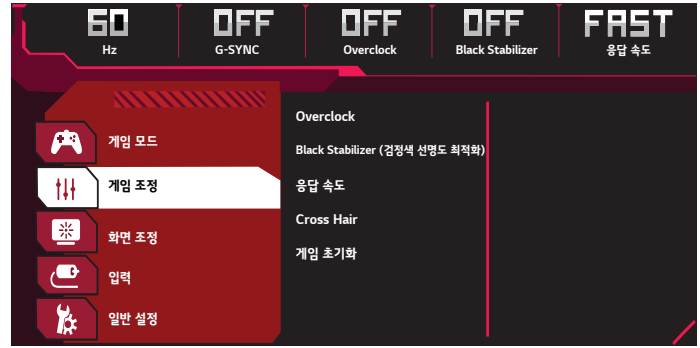 60 OFF OFF OFF FAST
Hz G-SYNC Overclock Black Stabilizer 응답 속도
게임 모드
게임 조정
화면 조정
입력
일반 설정
Overclock
Black Stabilizer (검정색 선명도 최적화)
응답 속도
Cross Hair
게임 초기화